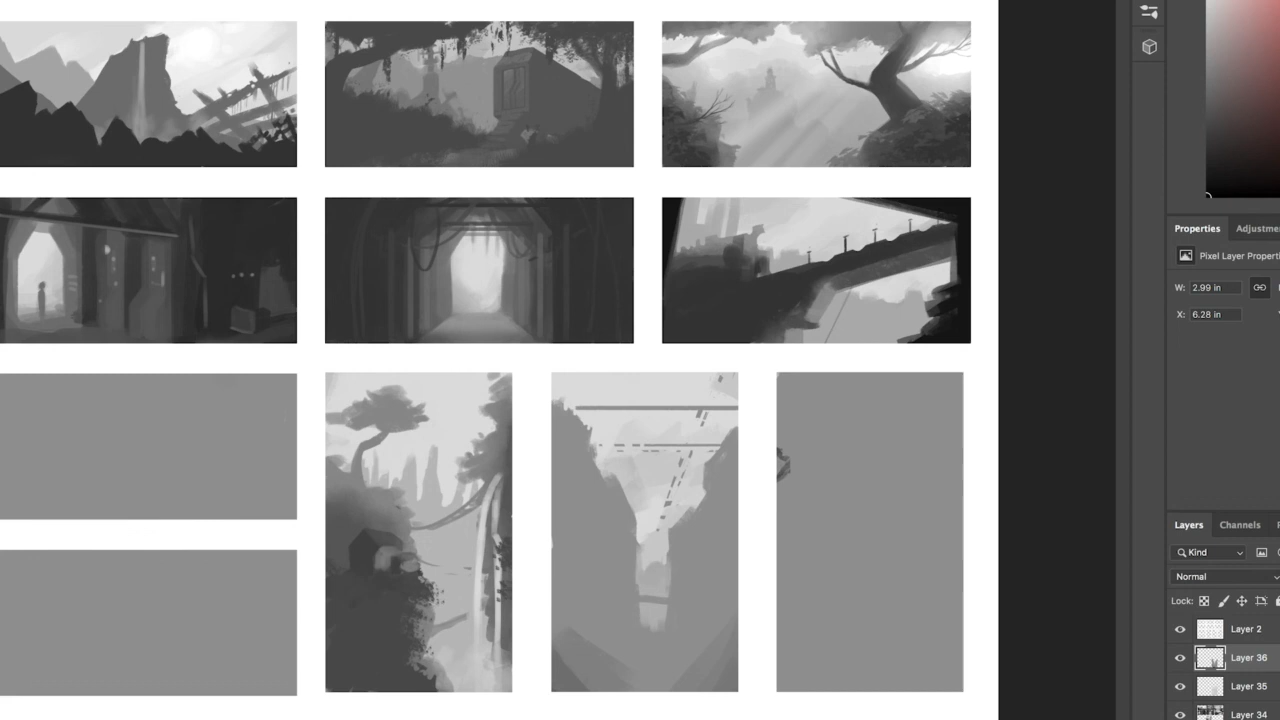 Properties Adjustme
Pixel Layer Properti
W: 2.99 in
X: 6.28 in
Layers Channels
Kind
Normal
Lock:
Layer 2
Layer 36
Layer 35
Layer 34